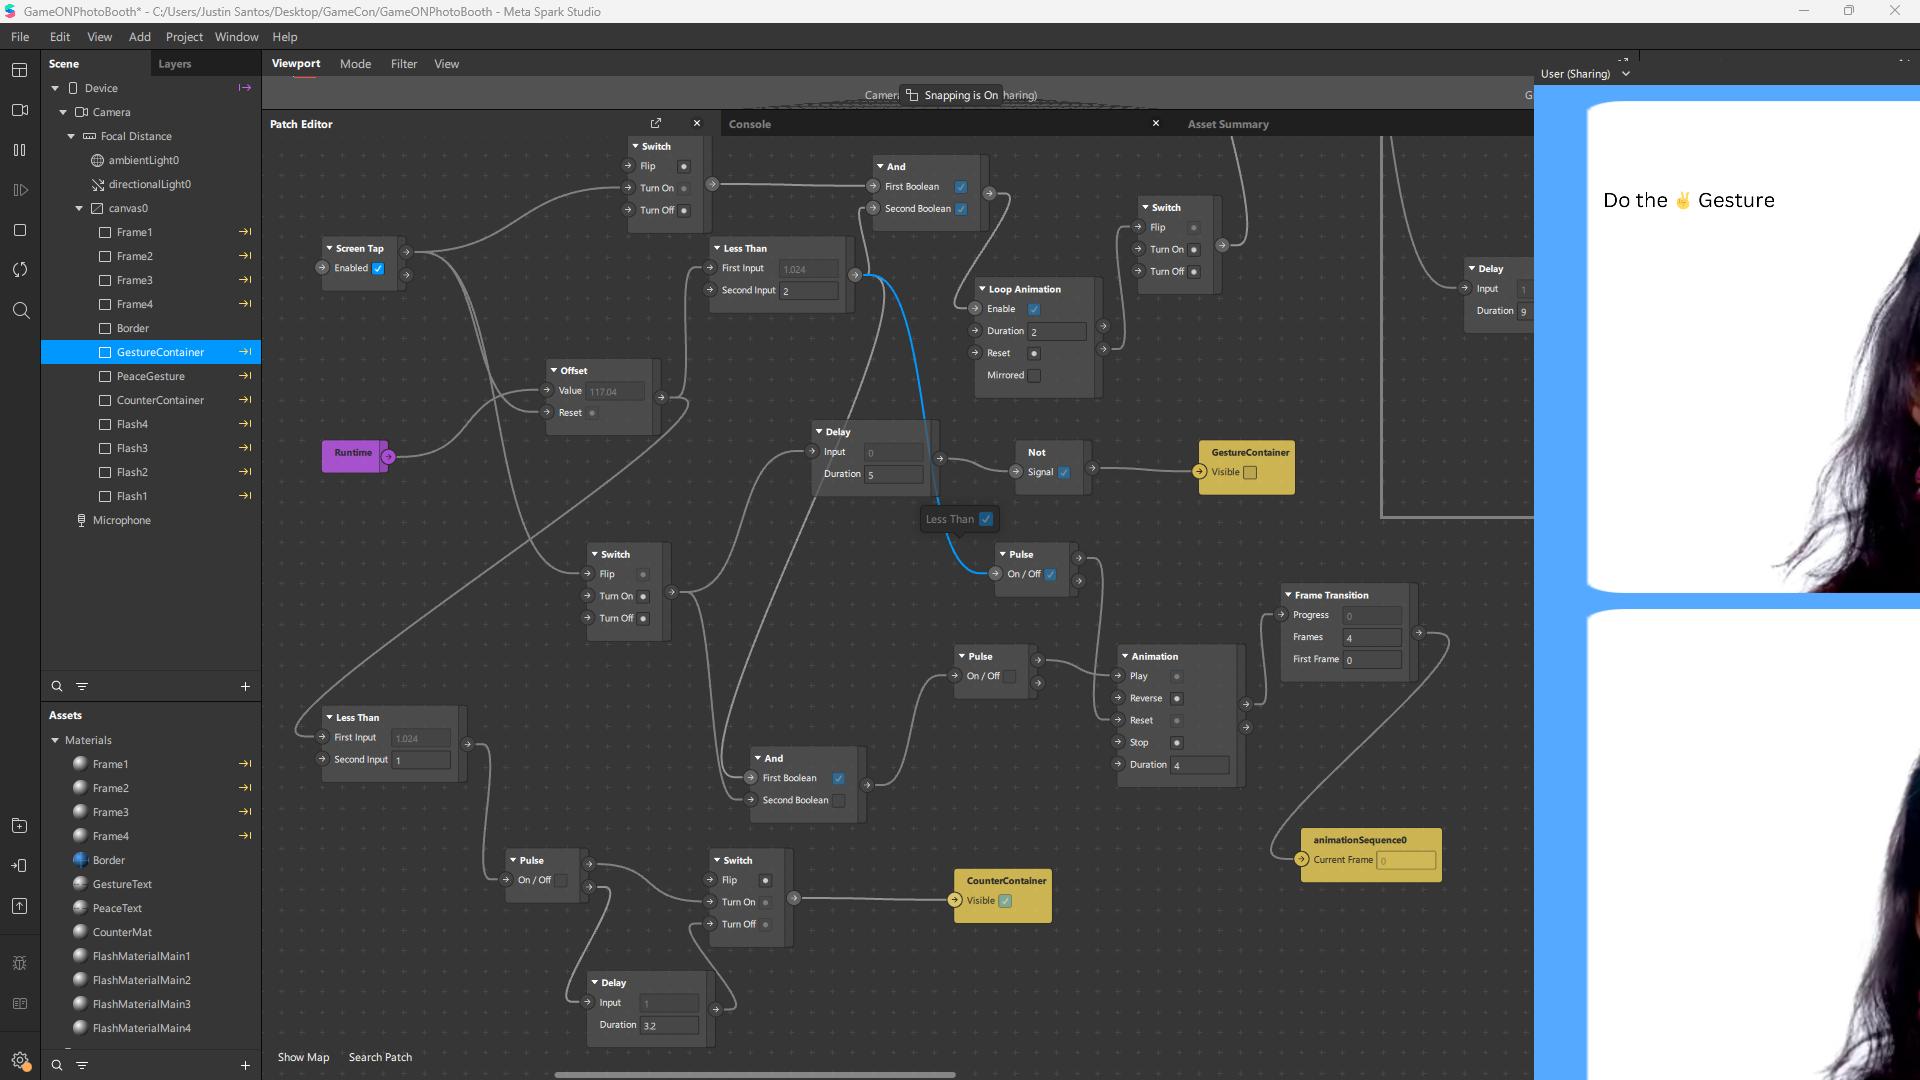 GameONPhotoBooth* - C:/Users/Justin Santos/Desktop/GameCon/GameONPhotoBooth - Meta Spark Studio
File Edit View Add Project Window Help
Scene
Layers
Device
Camera
Focal Distance
ambientLight0
directionalLight0
canvas0
Frame1
Frame2
Frame3
Frame4
Border
GestureContainer
PeaceGesture
CounterContainer
Flash4
Flash3
Flash2
Flash1
Microphone
Assets
Materials
Frame1
Frame2
Frame3
Frame4
Border
GestureText
PeaceText
CounterMat
FlashMaterialMain1
FlashMaterialMain2
FlashMaterialMain3
FlashMaterialMain4
Viewport Mode Filter View
Snapping is On
Patch Editor
Console
Asset Summary
Switch
Flip
Turn On
Turn Off
And
First Boolean
Second Boolean
Switch
Flip
Turn On
Turn Off
Screen Tap
Enabled
Less Than
First Input 1.024
Second Input 2
Loop Animation
Enable
Duration 2
Reset
Mirrored
Delay
Input 1
Duration 9
Offset
Value 117.04
Reset
Runtime
Delay
Input 0
Duration 5
Not
Signal
GestureContainer
Visible
Less Than
Switch
Flip
Turn On
Turn Off
Pulse
On / Off
Frame Transition
Progress 0
Frames 4
First Frame 0
Pulse
On / Off
Animation
Play
Reverse
Reset
Stop
Duration 4
Less Than
First Input 1.024
Second Input 1
And
First Boolean
Second Boolean
animationSequence0
Current Frame 0
Pulse
On / Off
Switch
Flip
Turn On
Turn Off
CounterContainer
Visible
Delay
Input 1
Duration 3.2
Show Map Search Patch
User (Sharing)
Do the ✌ Gesture